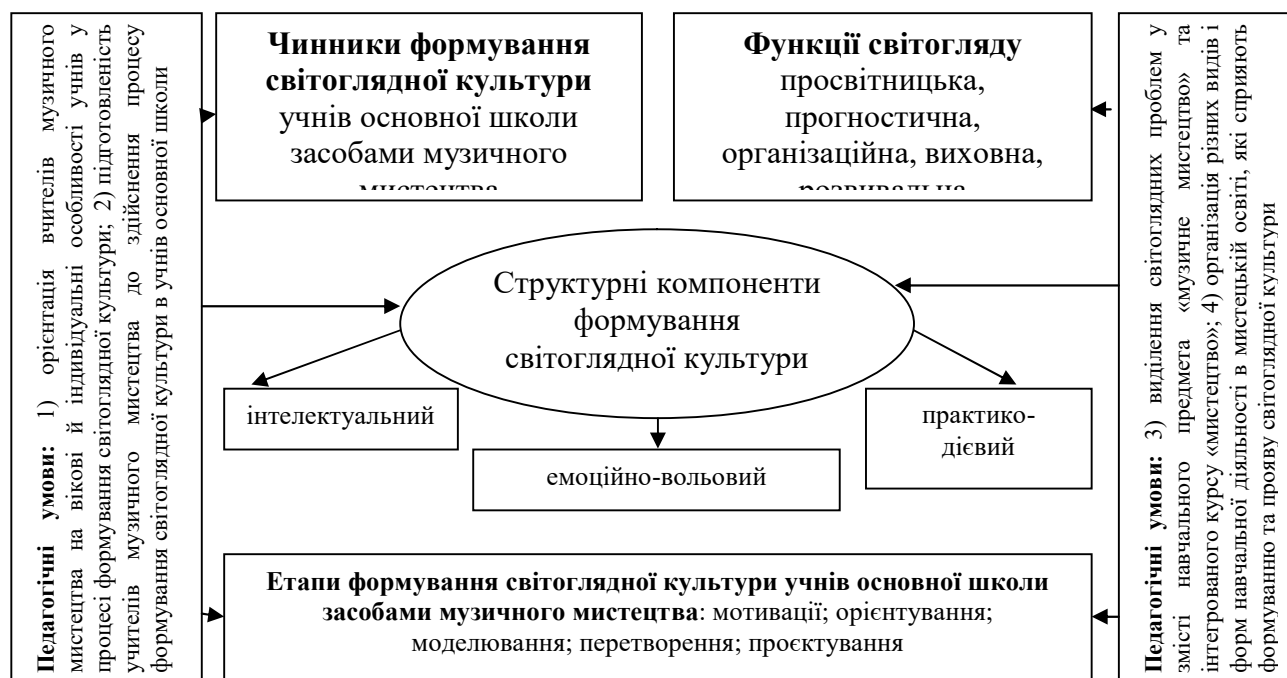 Педагогічні умови: 1) орієнтація вчителів музичного
мистецтва на вікові й індивідуальні особливості учнів у
процесі формування світоглядної культури; 2) підготовленість
учителів музичного мистецтва до здійснення процесу
формування світоглядної культури в учнів основної школи
Чинники формування
світоглядної культури
учнів основної школи
засобами музичного
мистецтва
Функції світогляду
просвітницька,
прогностична,
організаційна, виховна,
розвивальна
Структурні компоненти
формування
світоглядної культури
інтелектуальний
емоційно-вольовий
практико-
дієвий
Етапи формування світоглядної культури учнів основної школи
засобами музичного мистецтва: мотивації; орієнтування;
моделювання; перетворення; проєктування
Педагогічні умови: 3) виділення світоглядних проблем у
змісті навчального предмета «музичне мистецтво» та
інтегрованого курсу «мистецтво»; 4) організація різних видів і
форм навчальної діяльності в мистецькій освіті, які сприяють
формуванню та прояву світоглядної культури